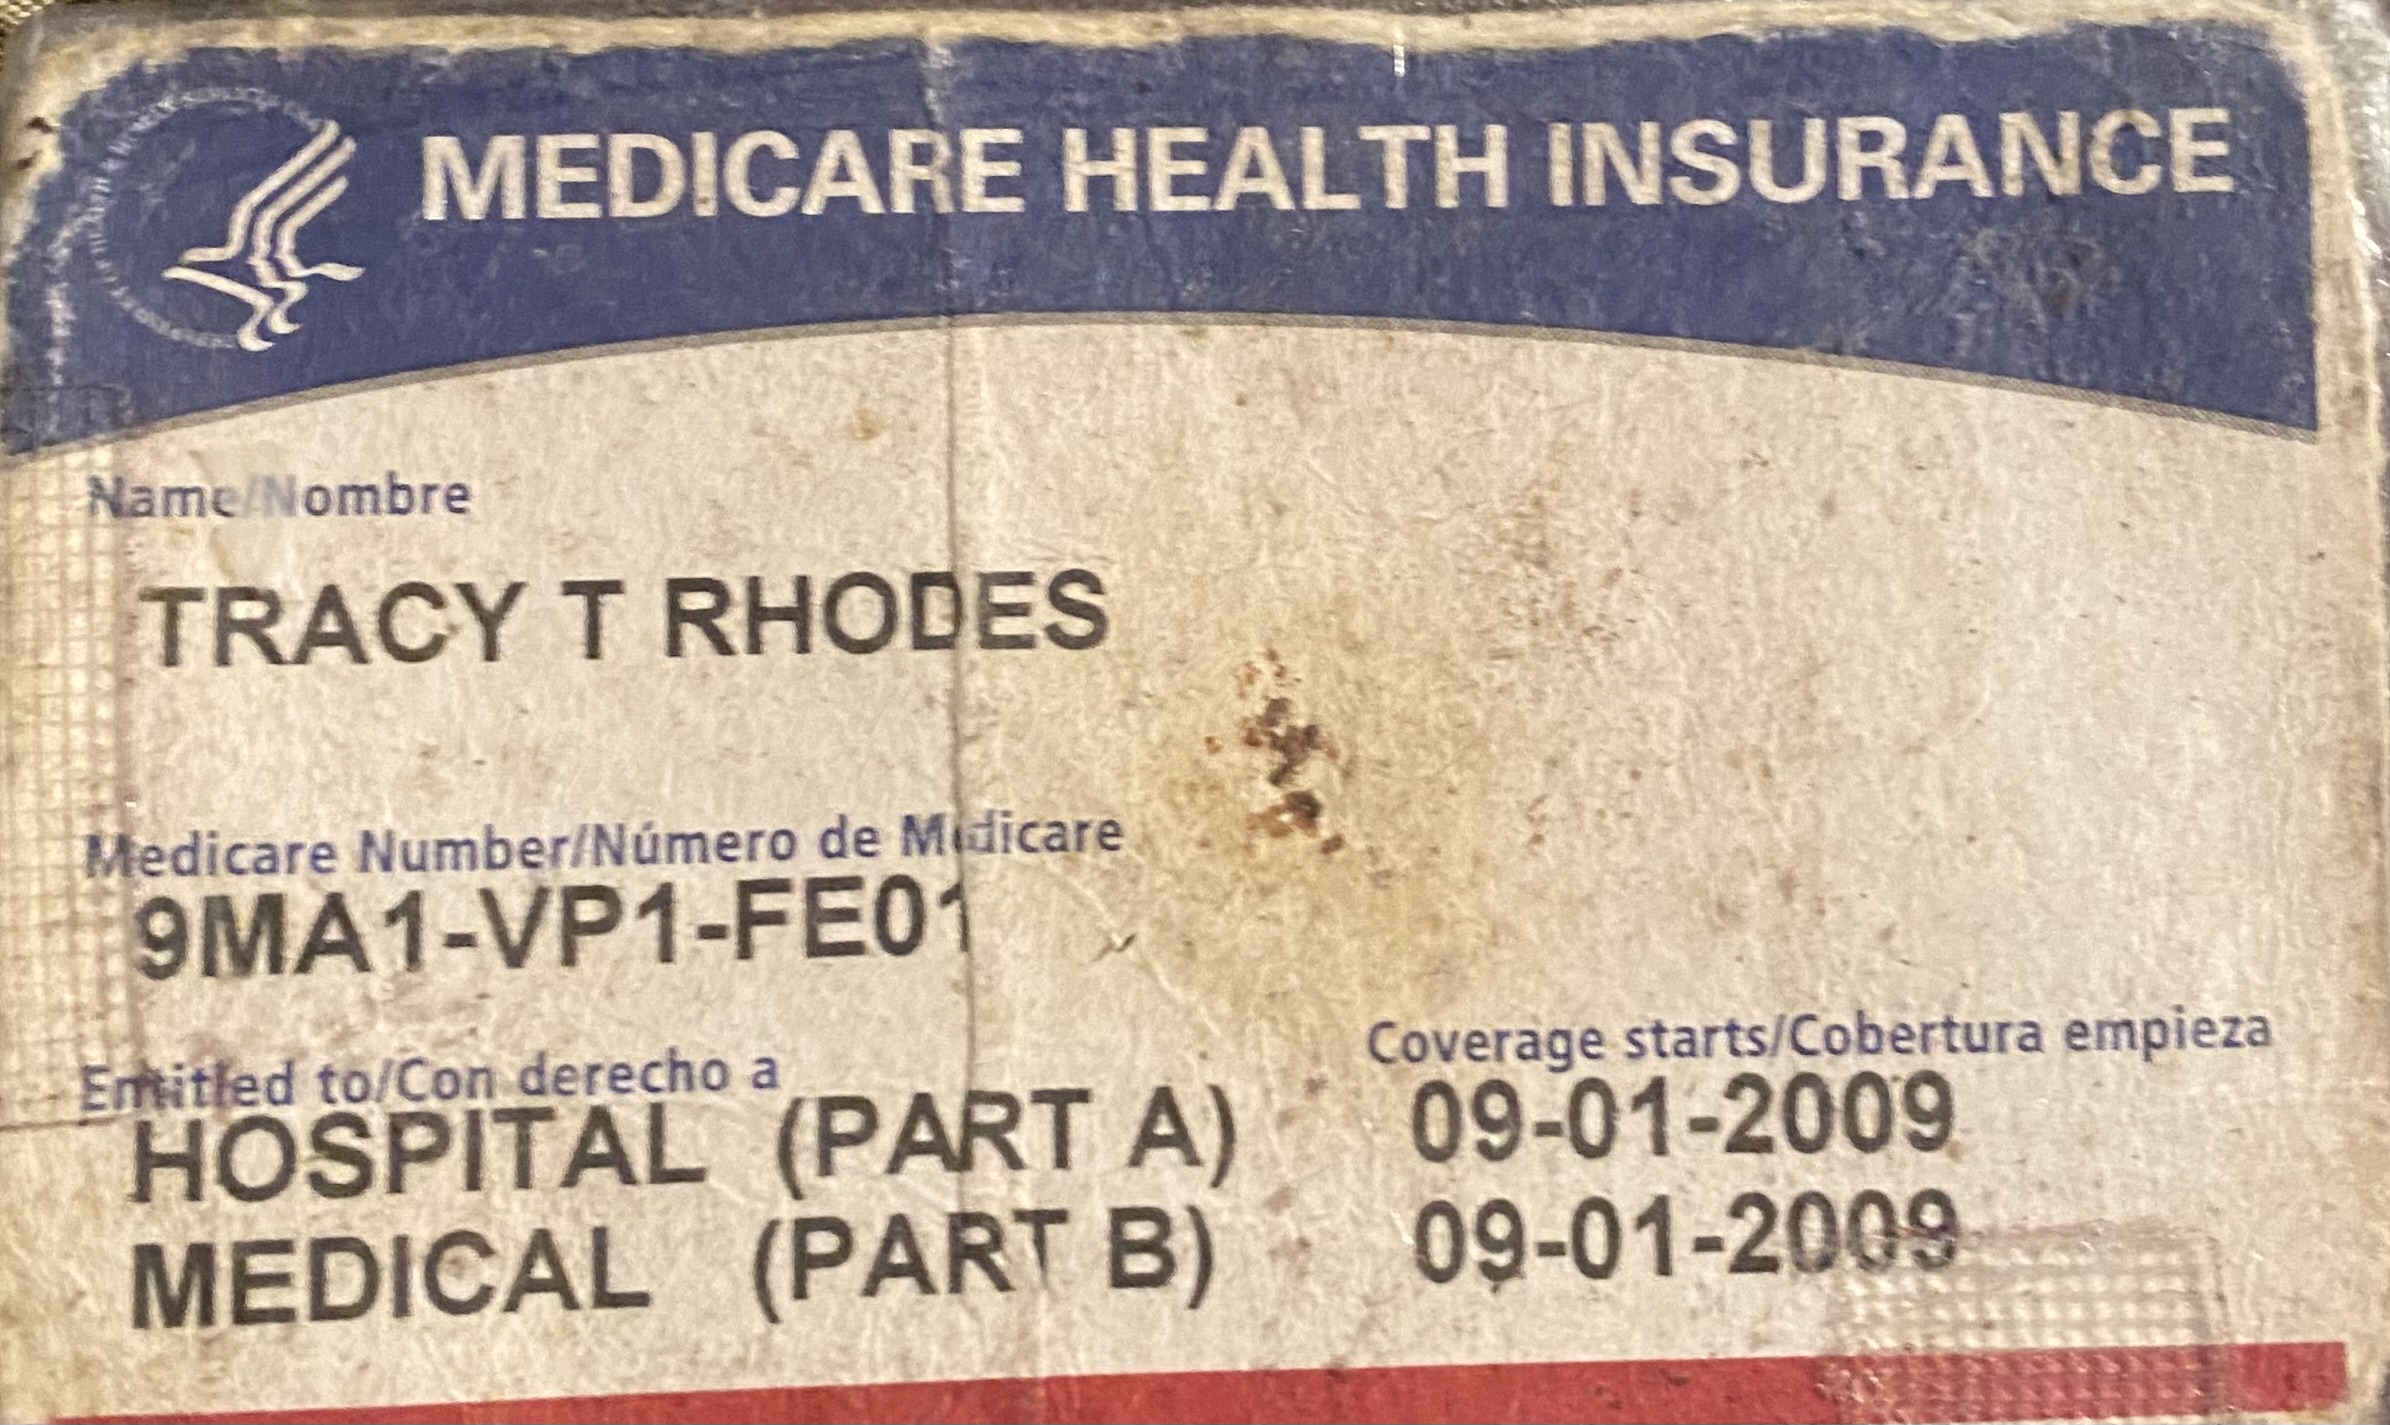 MEDICARE HEALTH INSURANCE
Name/Nombre
TRACY T RHODES
Medicare Number/Número de Medicare
9MA1-VP1-FE01
Entitled to/Con derecho a
Coverage starts/Cobertura empieza
HOSPITAL (PART A) 09-01-2009
MEDICAL (PART B) 09-01-2009